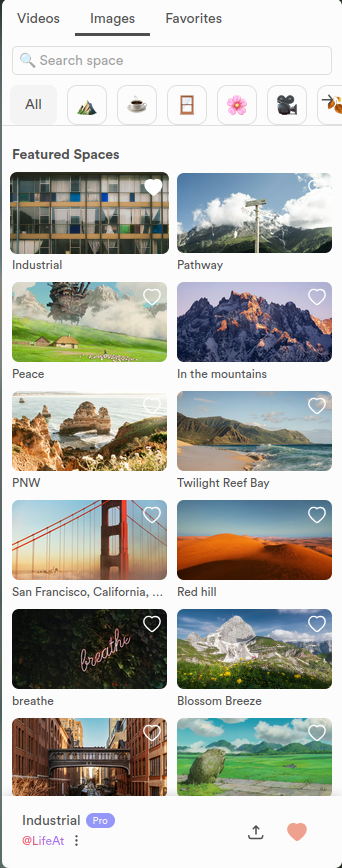 Videos Images Favorites
Search space
All
Featured Spaces
Industrial Pathway
Peace In the mountains
PNW Twilight Reef Bay
San Francisco, California, ... Red hill
breathe
breathe Blossom Breeze
Industrial Pro
@LifeAt